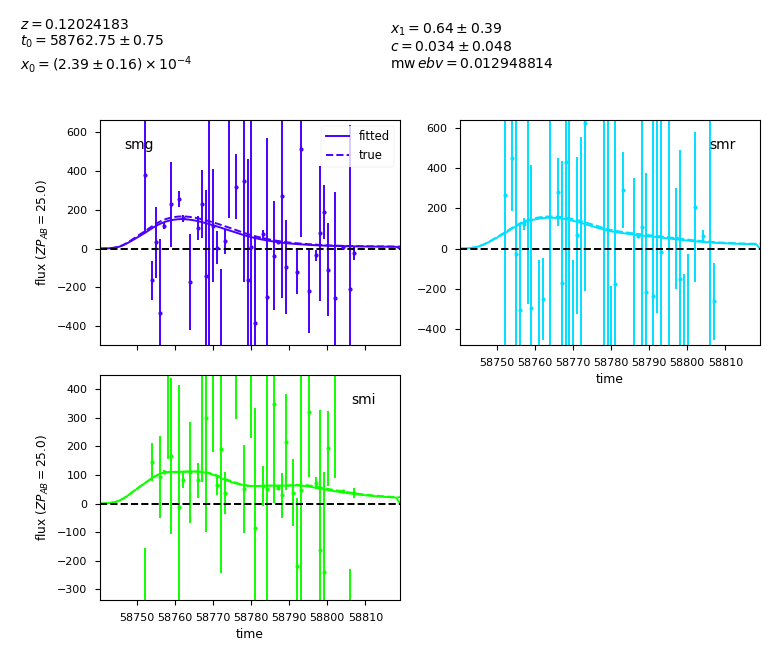 z = 0.12024183
t₀ = 58762.75 ± 0.75
x₀ = (2.39 ± 0.16) × 10⁻⁴
x₁ = 0.64 ± 0.39
c = 0.034 ± 0.048
mw ebv = 0.012948814
smg
fitted
true
600
400
200
0
−200
−400
flux (ZP_AB = 25.0)
smr
600
400
200
0
−200
−400
58750 58760 58770 58780 58790 58800 58810
time
smi
400
300
200
100
0
−100
−200
−300
flux (ZP_AB = 25.0)
58750 58760 58770 58780 58790 58800 58810
time